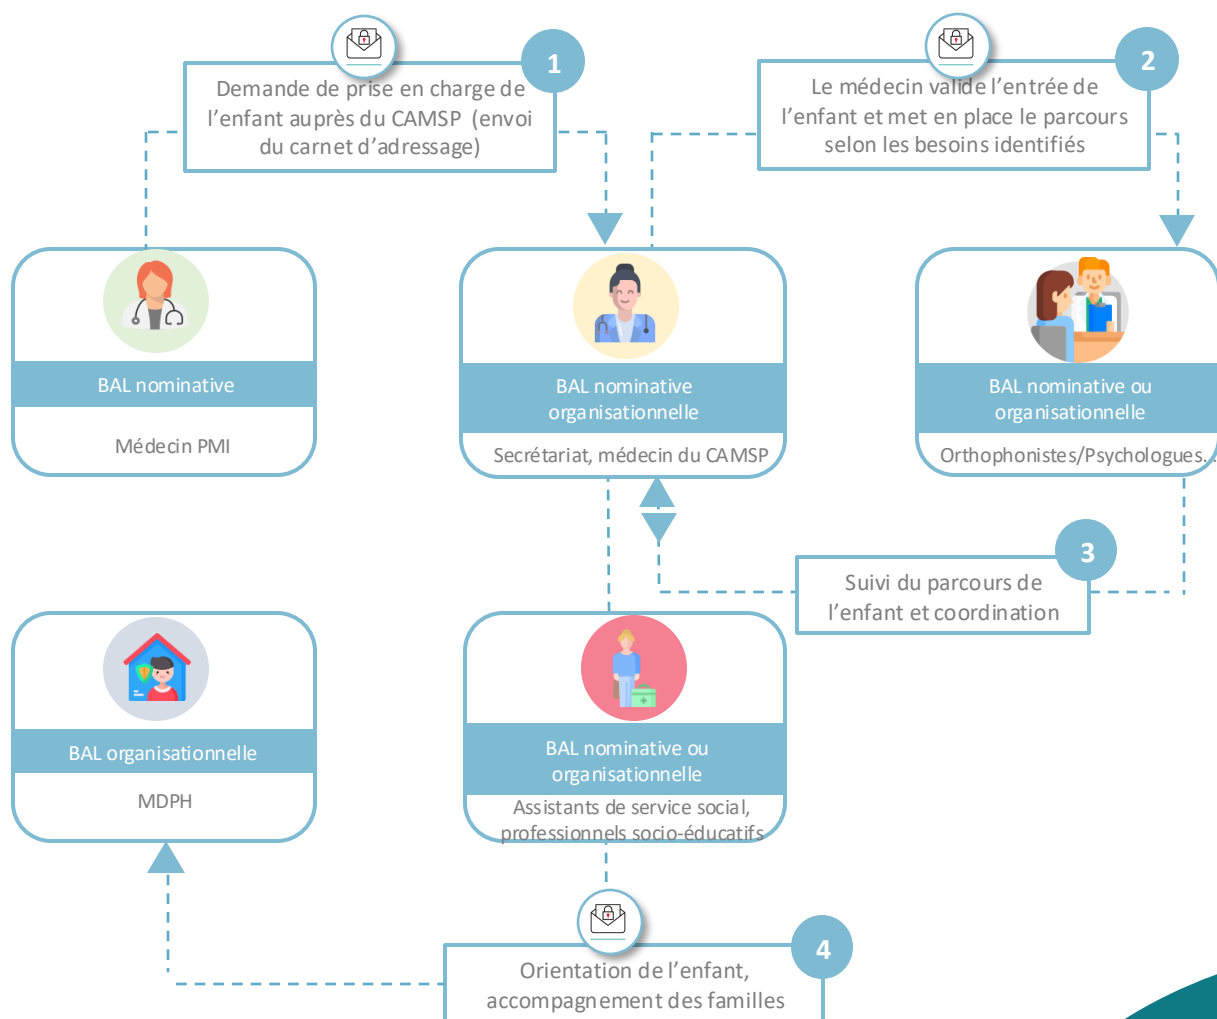 1
Demande de prise en charge de
l'enfant auprès du CAMSP (envoi
du carnet d'adressage)
2
Le médecin valide l'entrée de
l'enfant et met en place le parcours
selon les besoins identifiés
BAL nominative
Médecin PMI
BAL nominative
organisationnelle
Secrétariat, médecin du CAMSP
BAL nominative ou
organisationnelle
Orthophonistes/Psychologues...
3
Suivi du parcours de
l'enfant et coordination
BAL organisationnelle
MDPH
BAL nominative ou
organisationnelle
Assistants de service social,
professionnels socio-éducatifs
4
Orientation de l'enfant,
accompagnement des familles